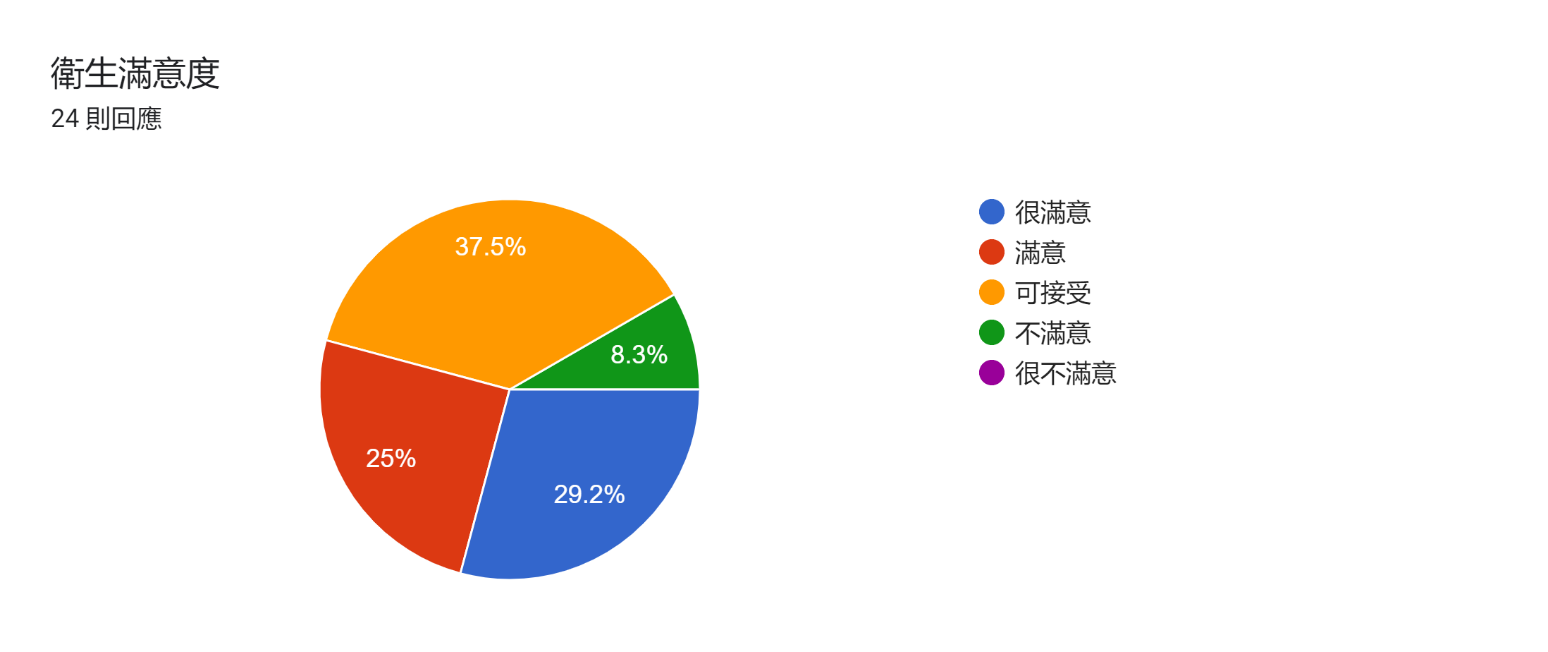 衛生滿意度
24 則回應
37.5%
8.3%
25%
29.2%
很滿意
滿意
可接受
不滿意
很不滿意